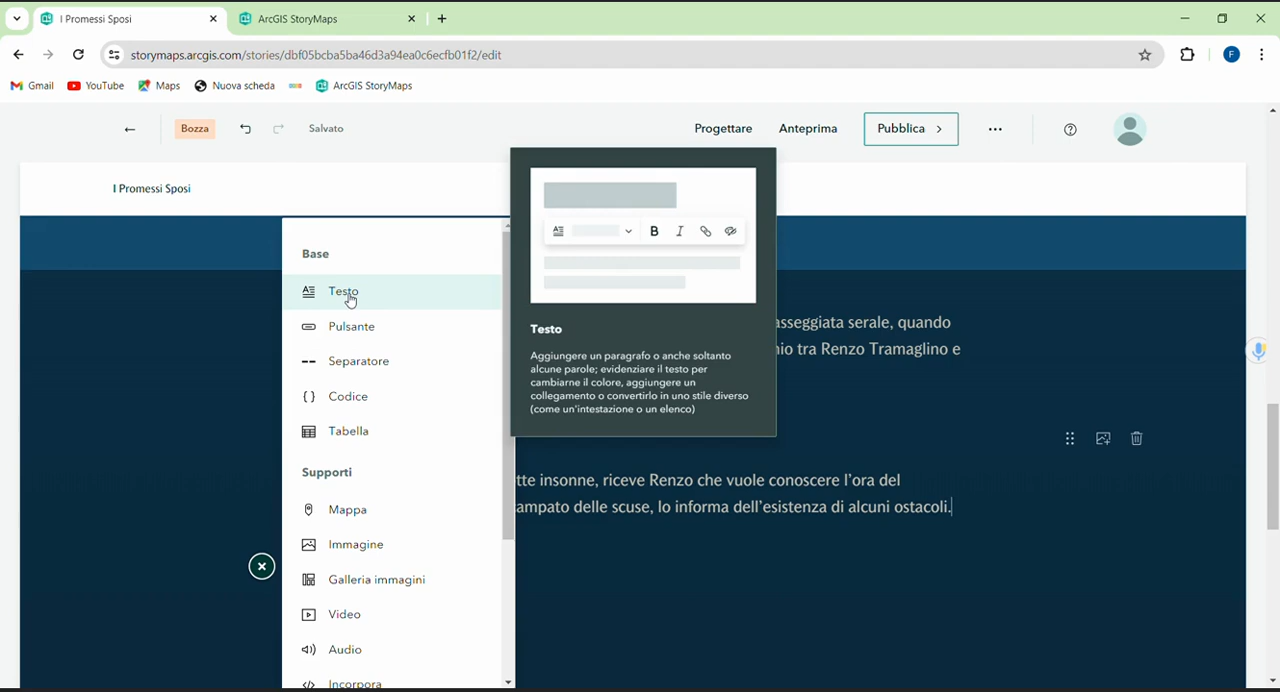 I Promessi Sposi
ArcGIS StoryMaps
storymaps.arcgis.com/stories/dbf05bcba5ba46d3a94ea0c6ecfb01f2/edit
F
Gmail
YouTube
Maps
Nuova scheda
ArcGIS StoryMaps
Bozza
Salvato
Progettare
Anteprima
Pubblica
I Promessi Sposi
Base
Testo
Pulsante
Separatore
Codice
Tabella
Supporti
Mappa
Immagine
Galleria immagini
Video
Audio
Incorpora
B I
Testo
Aggiungere un paragrafo o anche soltanto
alcune parole; evidenziare il testo per
cambiarne il colore, aggiungere un
collegamento o convertirlo in uno stile diverso
(come un'intestazione o un elenco)
asseggiata serale, quando
nio tra Renzo Tramaglino e
tte insonne, riceve Renzo che vuole conoscere l'ora del
ampato delle scuse, lo informa dell'esistenza di alcuni ostacoli.